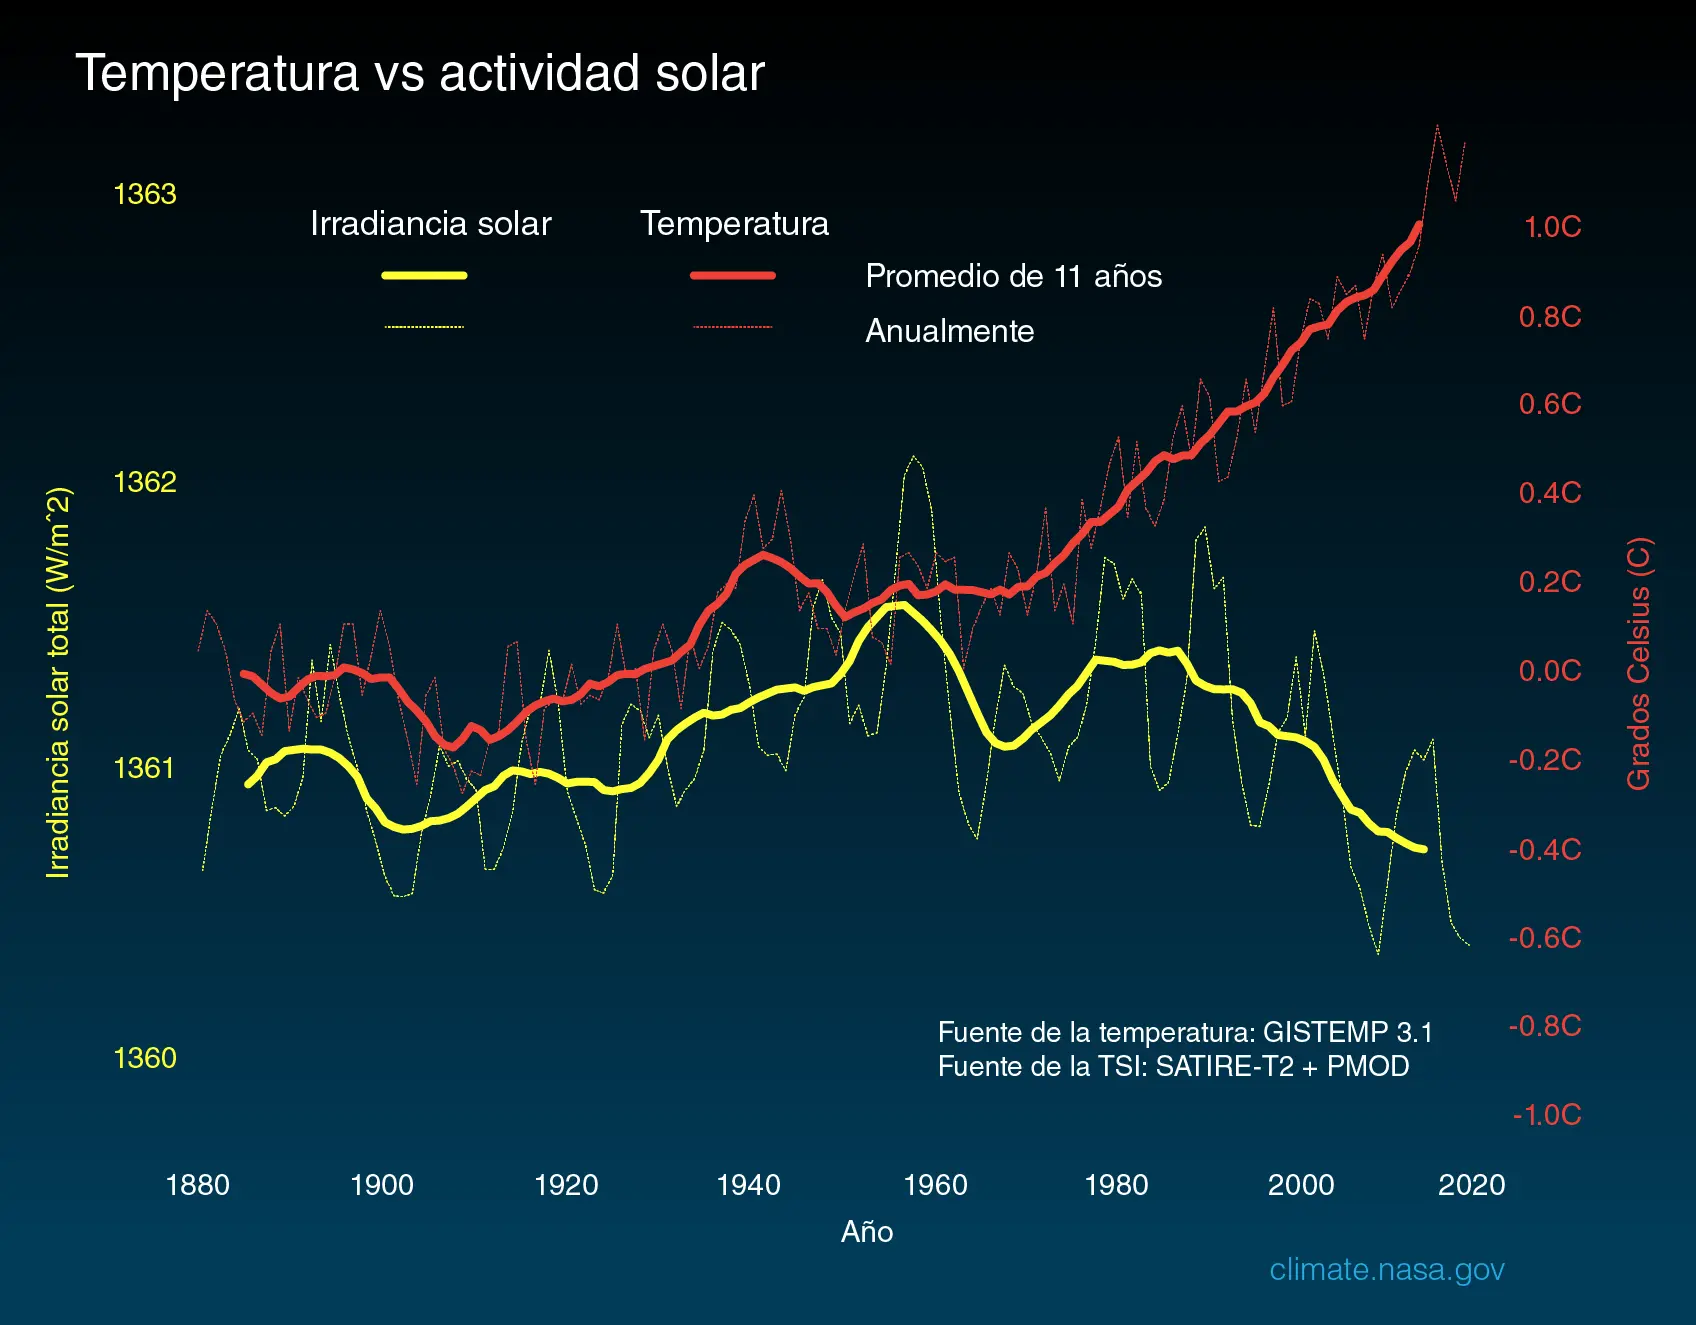 Temperatura vs actividad solar
1363
1362
1361
1360
Irradiancia solar total (W/m^2)
Irradiancia solar
Temperatura
Promedio de 11 años
Anualmente
1.0C
0.8C
0.6C
0.4C
0.2C
0.0C
-0.2C
-0.4C
-0.6C
-0.8C
-1.0C
Grados Celsius (C)
Fuente de la temperatura: GISTEMP 3.1
Fuente de la TSI: SATIRE-T2 + PMOD
1880 1900 1920 1940 1960 1980 2000 2020
Año
climate.nasa.gov